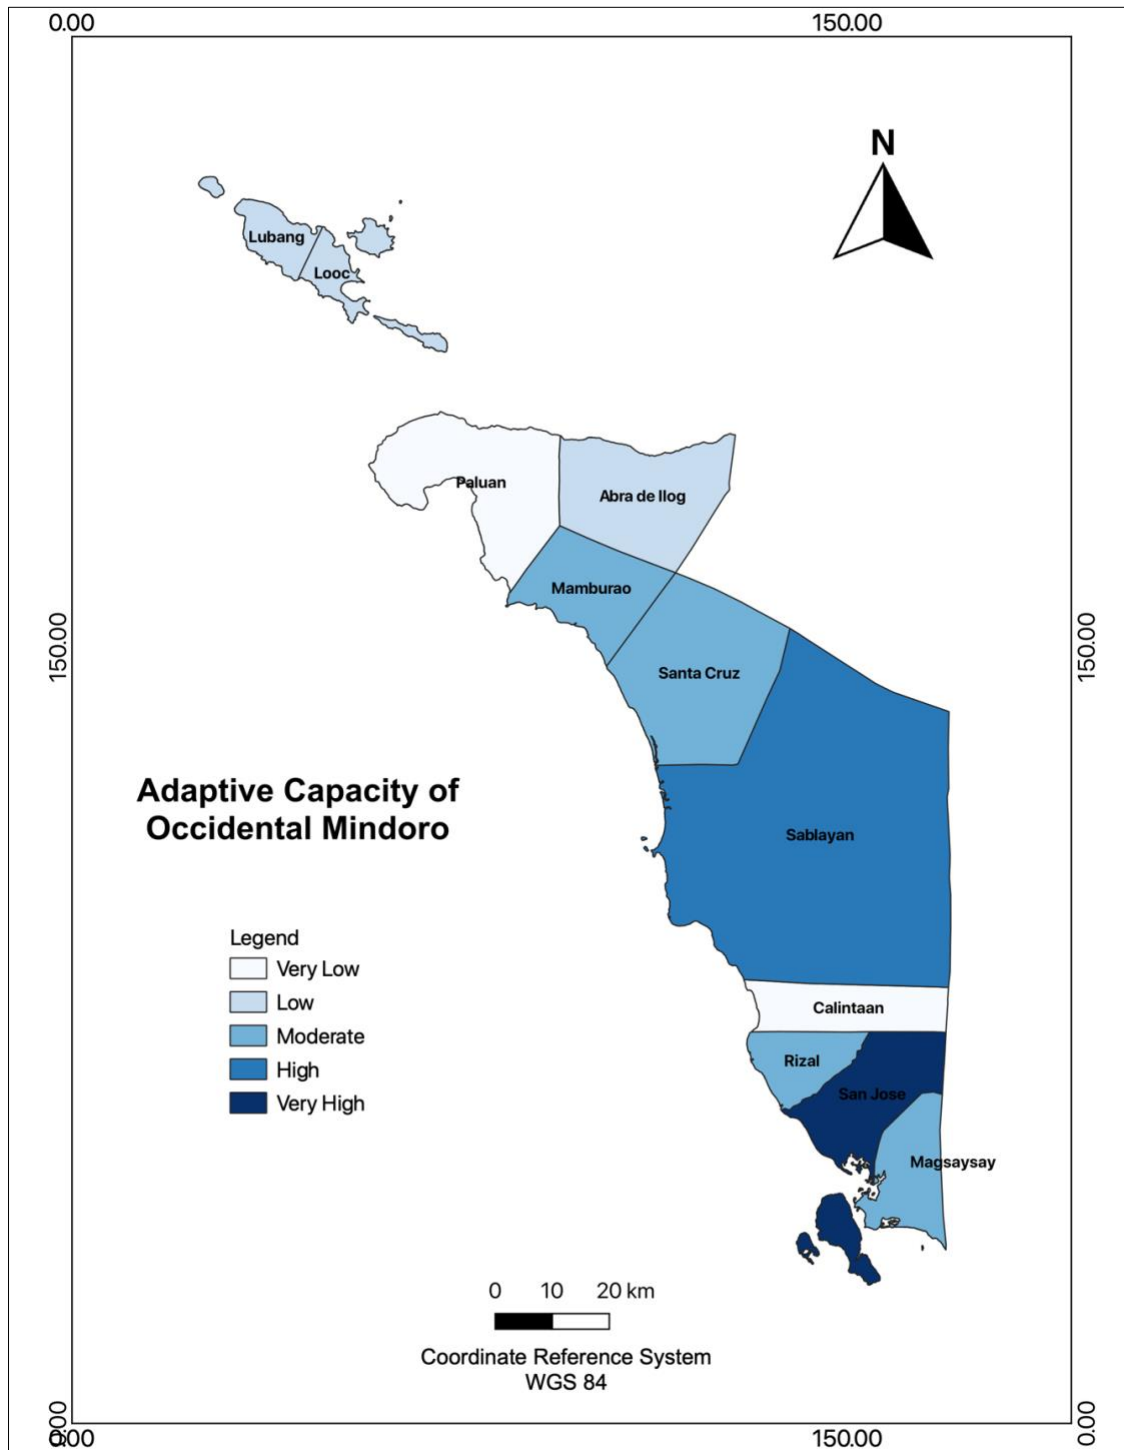 0.00 150.00
N
Lubang
Looc
Paluan
Abra de Ilog
Mamburao
150.00
150.00
Santa Cruz
Adaptive Capacity of
Occidental Mindoro
Sablayan
Legend
Very Low
Low
Moderate
High
Very High
Calintaan
Rizal
San Jose
Magsaysay
0 10 20 km
Coordinate Reference System
WGS 84
0.00
0.00
0.00 150.00